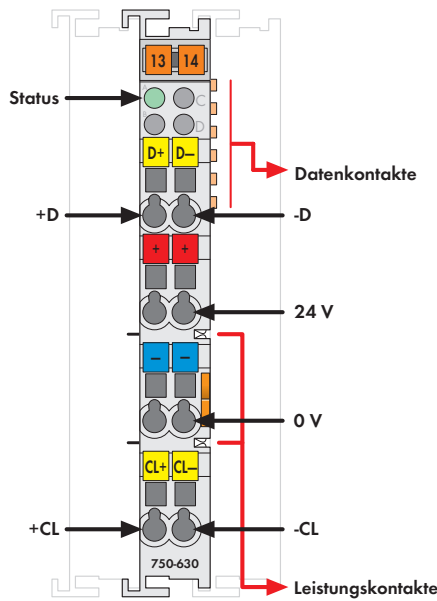 13 14
A C
Status
D
D+ D–
Datenkontakte
+D -D
+ +
24 V
– –
0 V
CL+ CL–
+CL -CL
750-630
Leistungskontakte